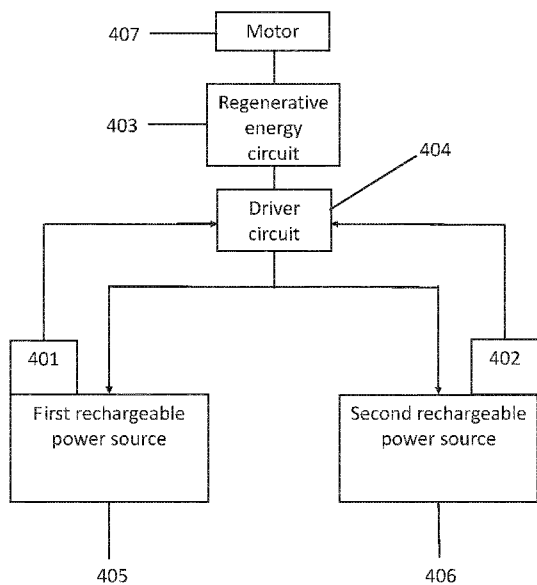 407
Motor
403
Regenerative
energy
circuit
404
Driver
circuit
401
402
First rechargeable
power source
Second rechargeable
power source
405
406